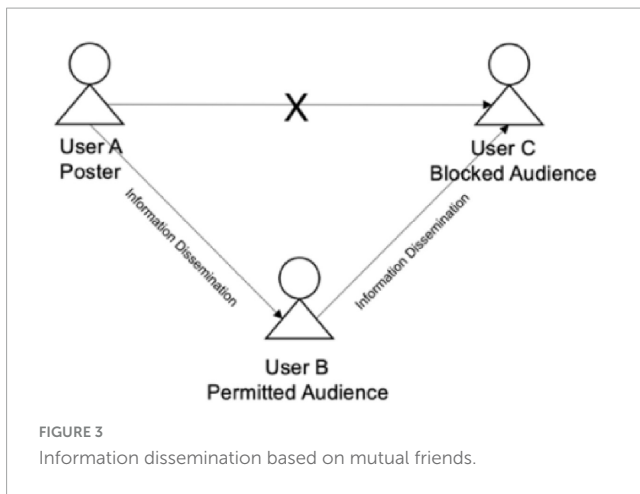 X
User A
Poster
User C
Blocked Audience
Information Dissemination
Information Dissemination
User B
Permitted Audience
FIGURE 3
Information dissemination based on mutual friends.